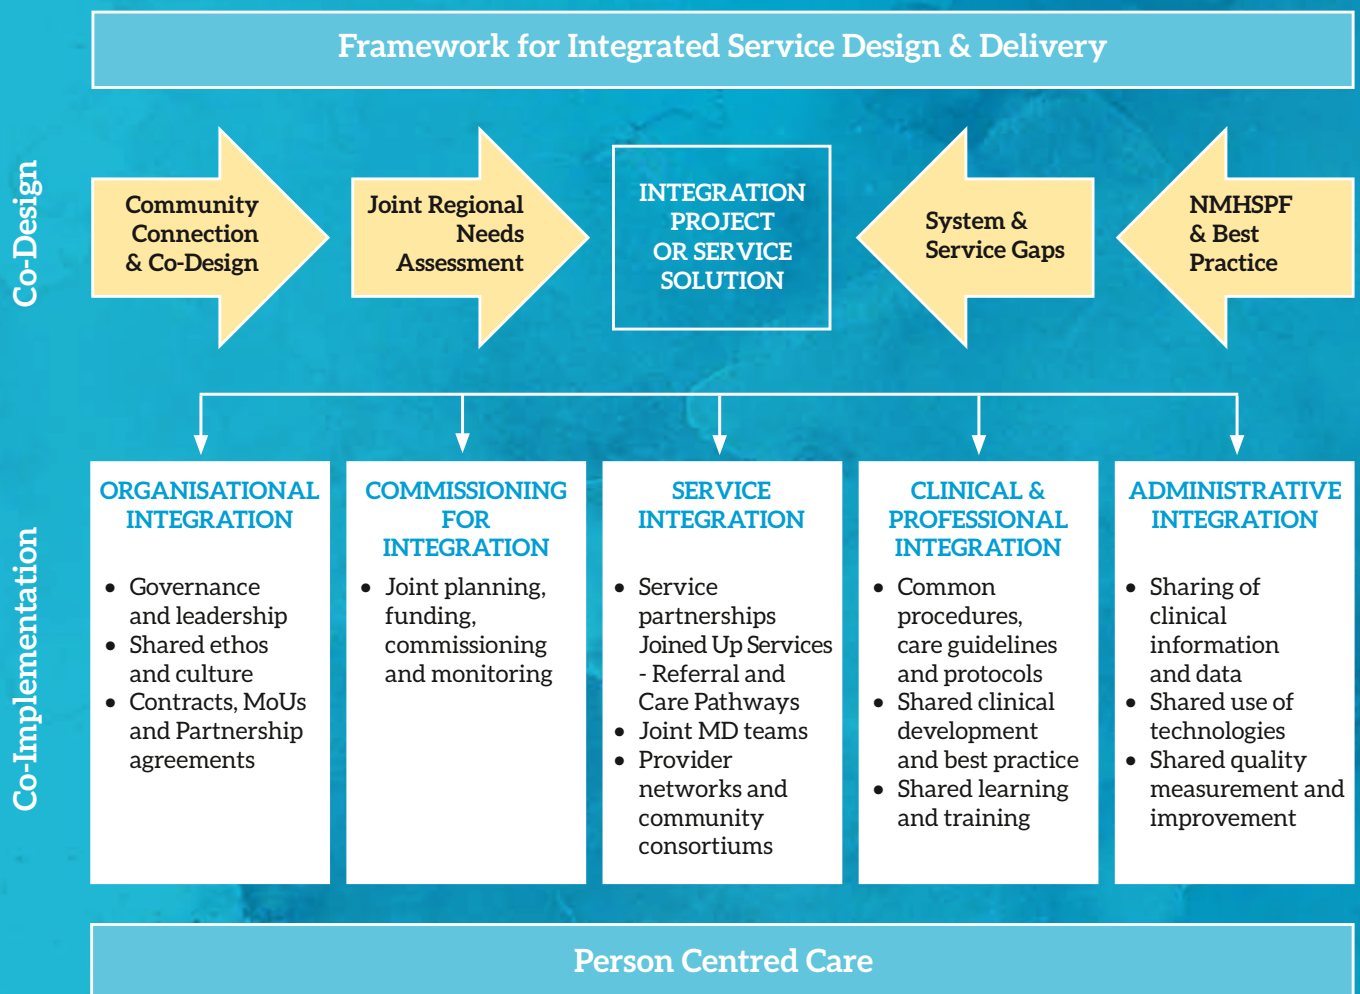 Framework for Integrated Service Design & Delivery
Co-Design
Community
Connection
& Co-Design
Joint Regional
Needs
Assessment
INTEGRATION
PROJECT
OR SERVICE
SOLUTION
System &
Service Gaps
NMHSPF
& Best
Practice
Co-Implementation
ORGANISATIONAL
INTEGRATION
• Governance
and leadership
• Shared ethos
and culture
• Contracts, MoUs
and Partnership
agreements
COMMISSIONING
FOR
INTEGRATION
• Joint planning,
funding,
commissioning
and monitoring
SERVICE
INTEGRATION
• Service
partnerships
Joined Up Services
- Referral and
Care Pathways
• Joint MD teams
• Provider
networks and
community
consortiums
CLINICAL &
PROFESSIONAL
INTEGRATION
• Common
procedures,
care guidelines
and protocols
• Shared clinical
development
and best practice
• Shared learning
and training
ADMINISTRATIVE
INTEGRATION
• Sharing of
clinical
information
and data
• Shared use of
technologies
• Shared quality
measurement and
improvement
Person Centred Care